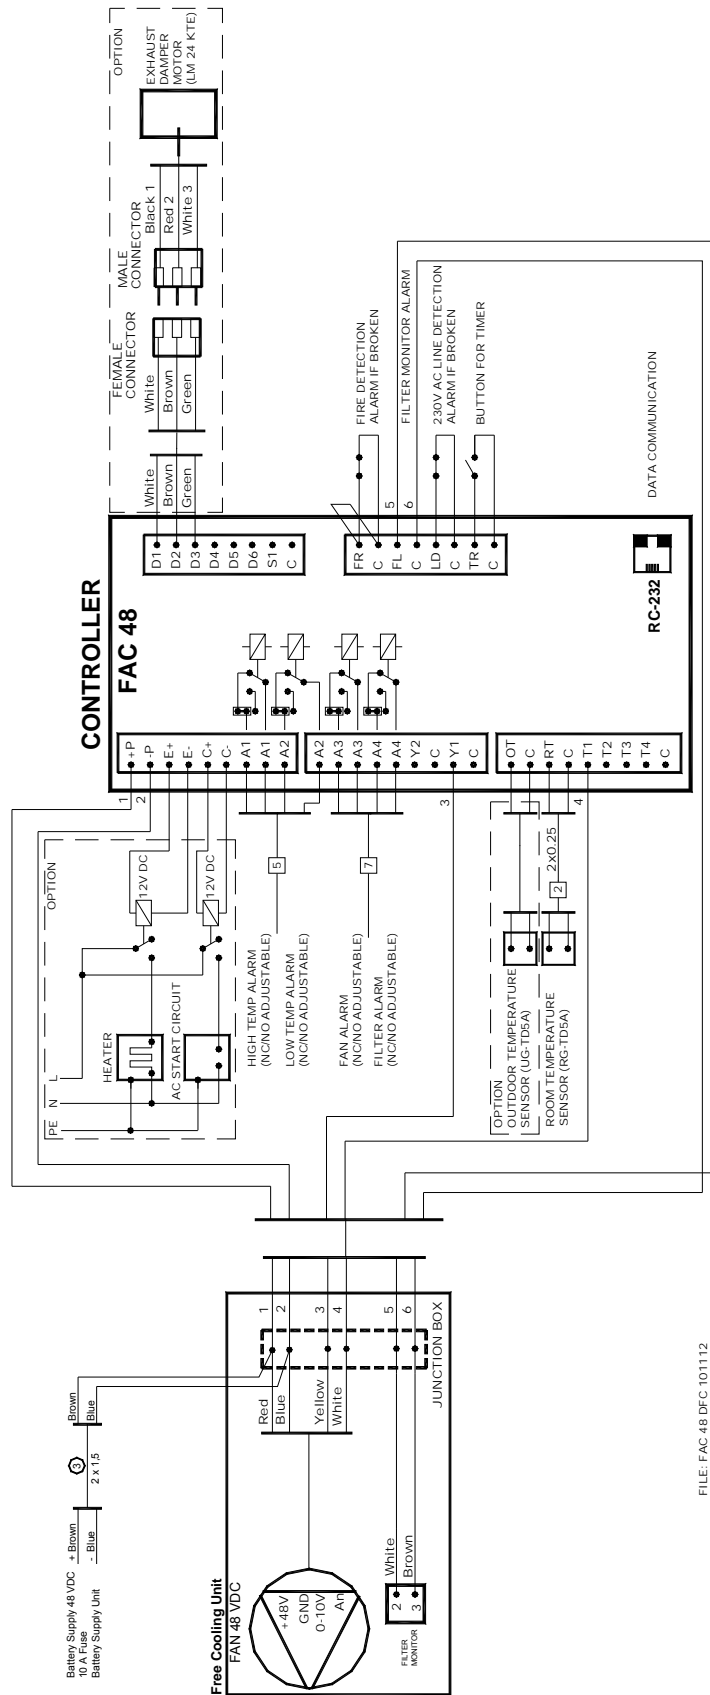 OPTION
EXHAUST
DAMPER
MOTOR
(LM 24 KTE)
Black 1
Red 2
White 3
MALE
CONNECTOR
FEMALE
CONNECTOR
White
Brown
Green
White
Brown
Green
FIRE DETECTION
ALARM IF BROKEN
FILTER MONITOR ALARM
230V AC LINE DETECTION
ALARM IF BROKEN
BUTTON FOR TIMER
DATA COMMUNICATION
5
6
CONTROLLER
FAC 48
D1
D2
D3
D4
D5
D6
S1
C
FR
C
FL
C
LD
C
TR
C
RC-232
+P
-P
E+
E-
C+
C-
A1
A1
A2
A2
A3
A3
A4
A4
Y2
C
Y1
C
OT
C
RT
C
T1
T2
T3
T4
C
1
2
3
4
OPTION
12V DC
12V DC
HEATER
AC START CIRCUIT
L
N
PE
5
HIGH TEMP ALARM
(NC/NO ADJUSTABLE)
LOW TEMP ALARM
(NC/NO ADJUSTABLE)
7
FAN ALARM
(NC/NO ADJUSTABLE)
FILTER ALARM
(NC/NO ADJUSTABLE)
2x0.25
2
OPTION
OUTDOOR TEMPERATURE
SENSOR (UG-TD5A)
ROOM TEMPERATURE
SENSOR (RG-TD5A)
1
2
3
4
5
6
JUNCTION BOX
Red
Blue
Yellow
White
Brown
Blue
3
2 x 1,5
+ Brown
- Blue
Battery Supply 48 VDC
10 A Fuse
Battery Supply Unit
Free Cooling Unit
FAN 48 VDC
+48V
GND
0-10V
An
White
Brown
2
3
FILTER
MONITOR
FILE: FAC 48 DFC 101112